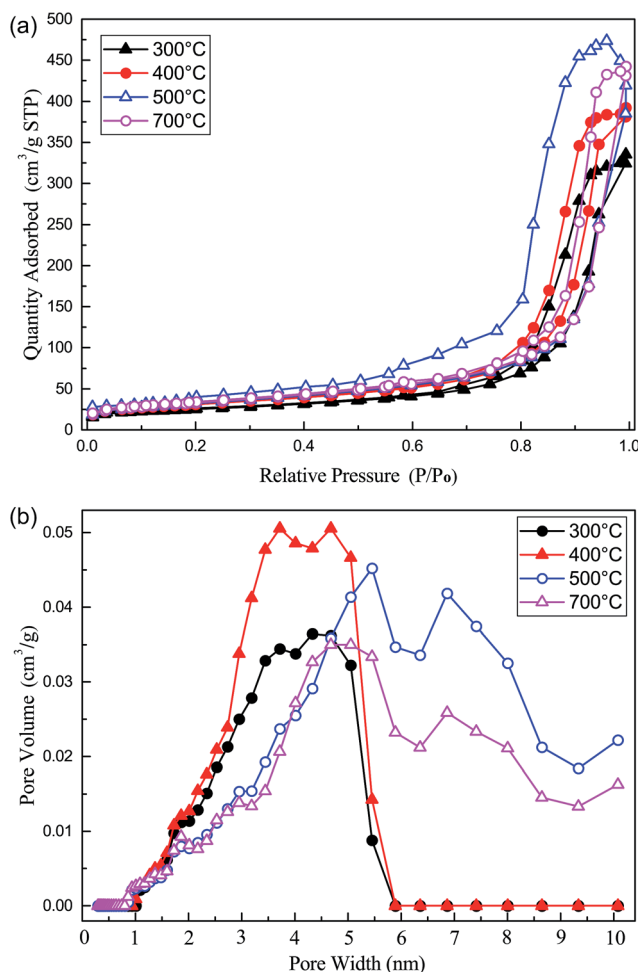 (a)
300°C
400°C
500°C
700°C
500
450
400
350
300
250
200
150
100
50
0
Quantity Adsorbed (cm³/g STP)
0.0 0.2 0.4 0.6 0.8 1.0
Relative Pressure (P/Po)
(b)
300°C
400°C
500°C
700°C
0.05
0.04
0.03
0.02
0.01
0.00
Pore Volume (cm³/g)
0 1 2 3 4 5 6 7 8 9 10
Pore Width (nm)